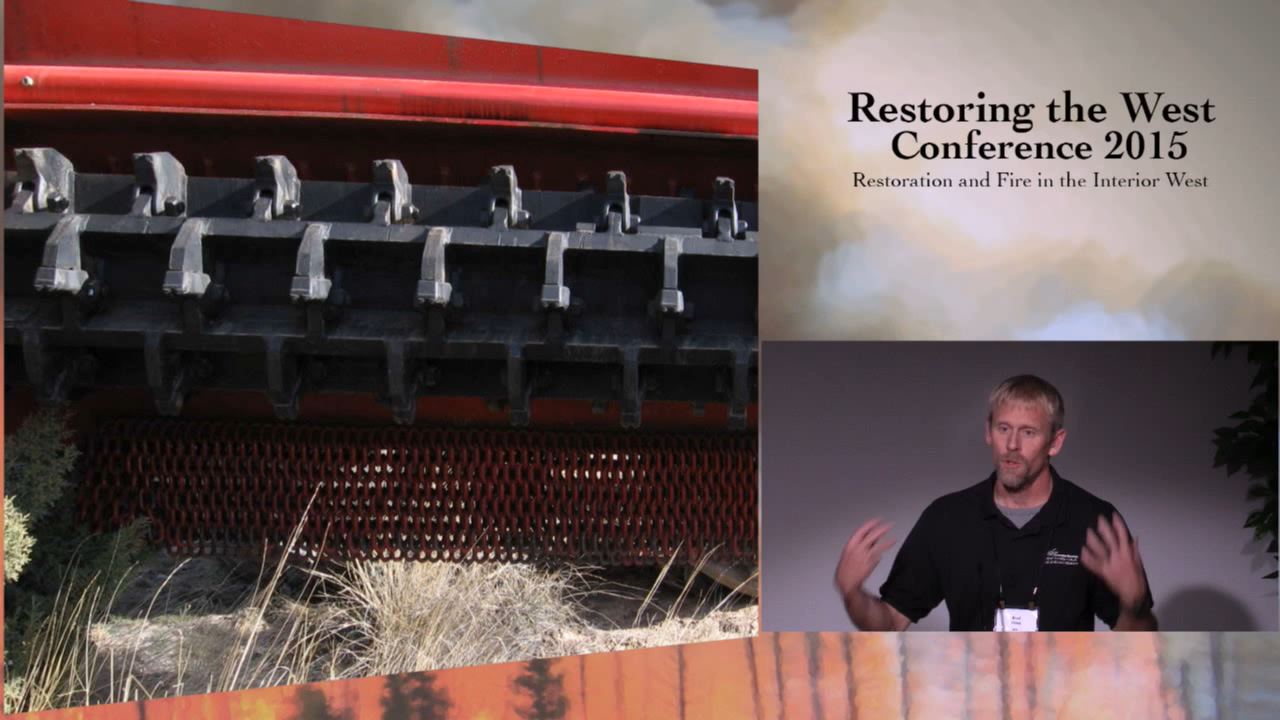 Restoring the West
Conference 2015
Restoration and Fire in the Interior West